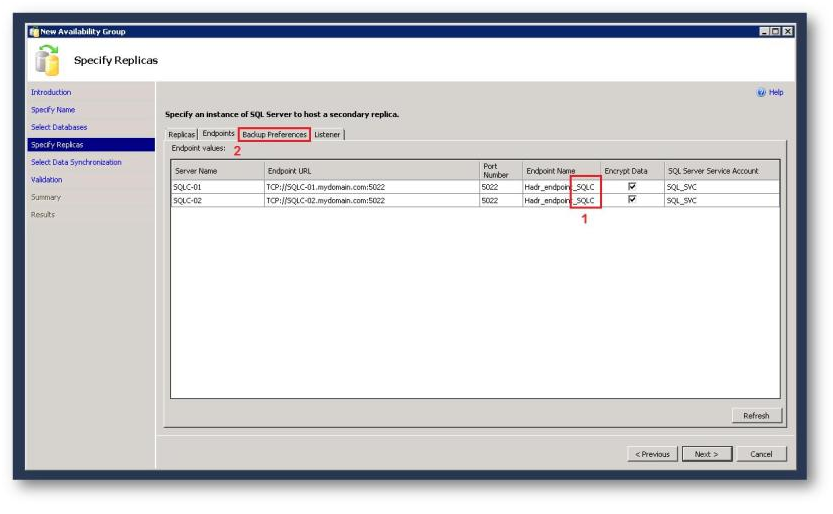 New Availability Group
Specify Replicas
Introduction
Help
Specify Name
Specify an instance of SQL Server to host a secondary replica.
Select Databases
Replicas Endpoints Backup Preferences Listener
Specify Replicas
Endpoint values: 2
Select Data Synchronization
Validation
Summary
Results
Server Name Endpoint URL Port Number Endpoint Name Encrypt Data SQL Server Service Account
SQLC-01 TCP://SQLC-01.mydomain.com:5022 5022 Hadr_endpoint_SQLC SQL_SVC
SQLC-02 TCP://SQLC-02.mydomain.com:5022 5022 Hadr_endpoint_SQLC SQL_SVC
1
Refresh
< Previous Next > Cancel